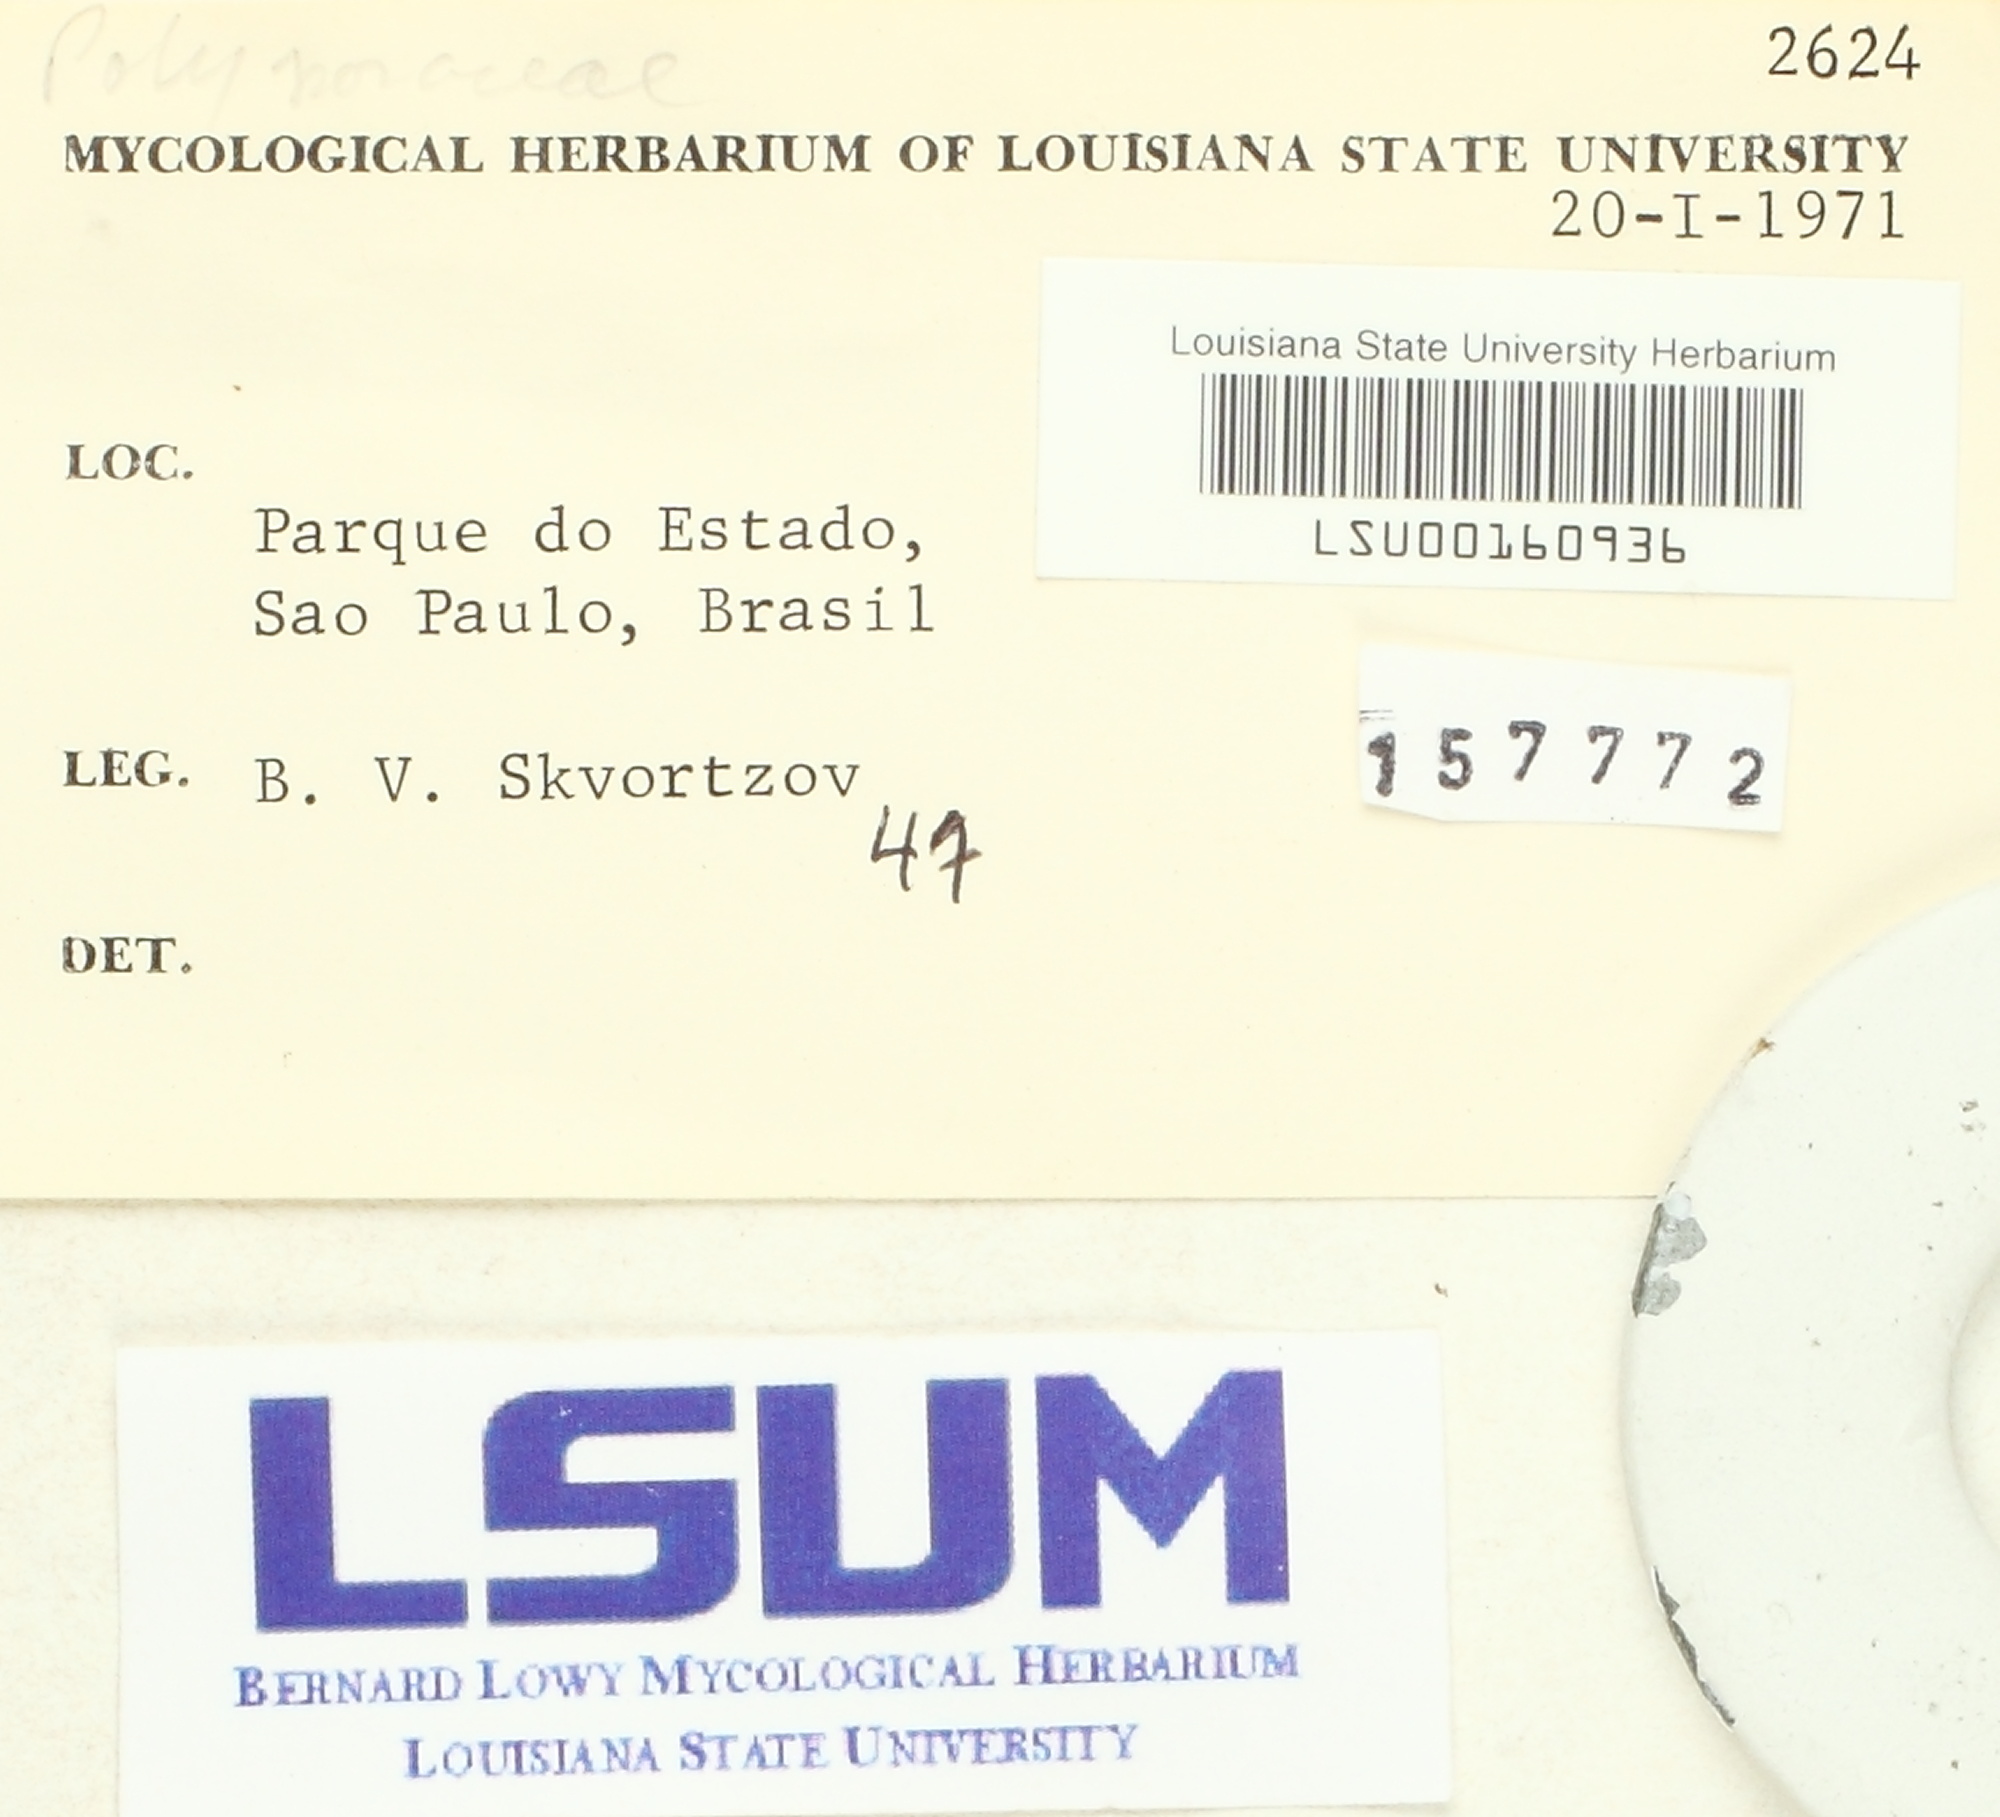 Polyporaceae
2624
MYCOLOGICAL HERBARIUM OF LOUISIANA STATE UNIVERSITY
20-I-1971
Louisiana State University Herbarium
LSU00160936
LOC.
Parque do Estado,
Sao Paulo, Brasil
157772
LEG. B. V. Skvortzov
47
DET.
LSUM
BERNARD LOWY MYCOLOGICAL HERBARIUM
LOUISIANA STATE UNIVERSITY